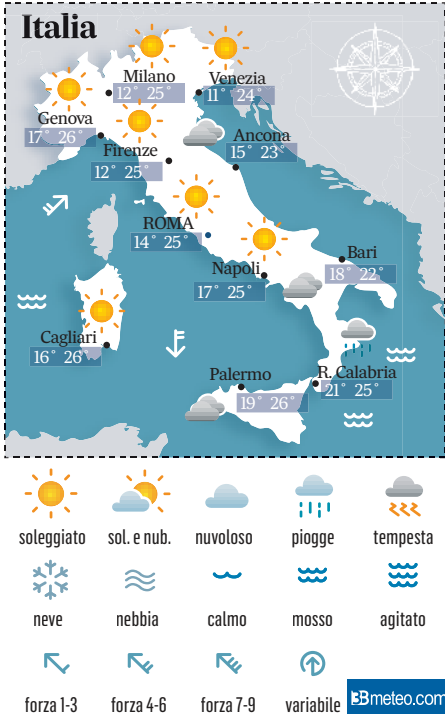 Italia
Milano
12° 25°
Venezia
11° 24°
Genova
17° 26°
Firenze
12° 25°
Ancona
15° 23°
ROMA
14° 25°
Napoli
17° 25°
Bari
18° 22°
Cagliari
16° 26°
Palermo
19° 26°
R. Calabria
21° 25°
soleggiato sol. e nub. nuvoloso piogge tempesta
neve nebbia calmo mosso agitato
forza 1-3 forza 4-6 forza 7-9 variabile
3Bmeteo.com